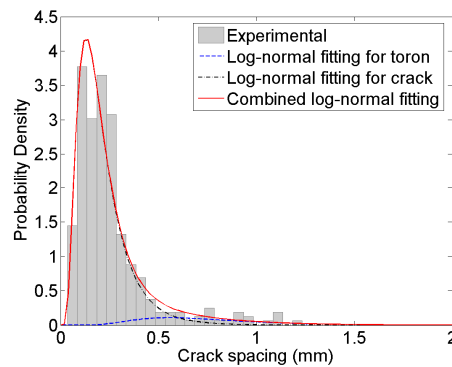 Experimental
Log-normal fitting for toron
Log-normal fitting for crack
Combined log-normal fitting
Probability Density
4.5
4
3.5
3
2.5
2
1.5
1
0.5
0
0
0.5
1
1.5
2
Crack spacing (mm)